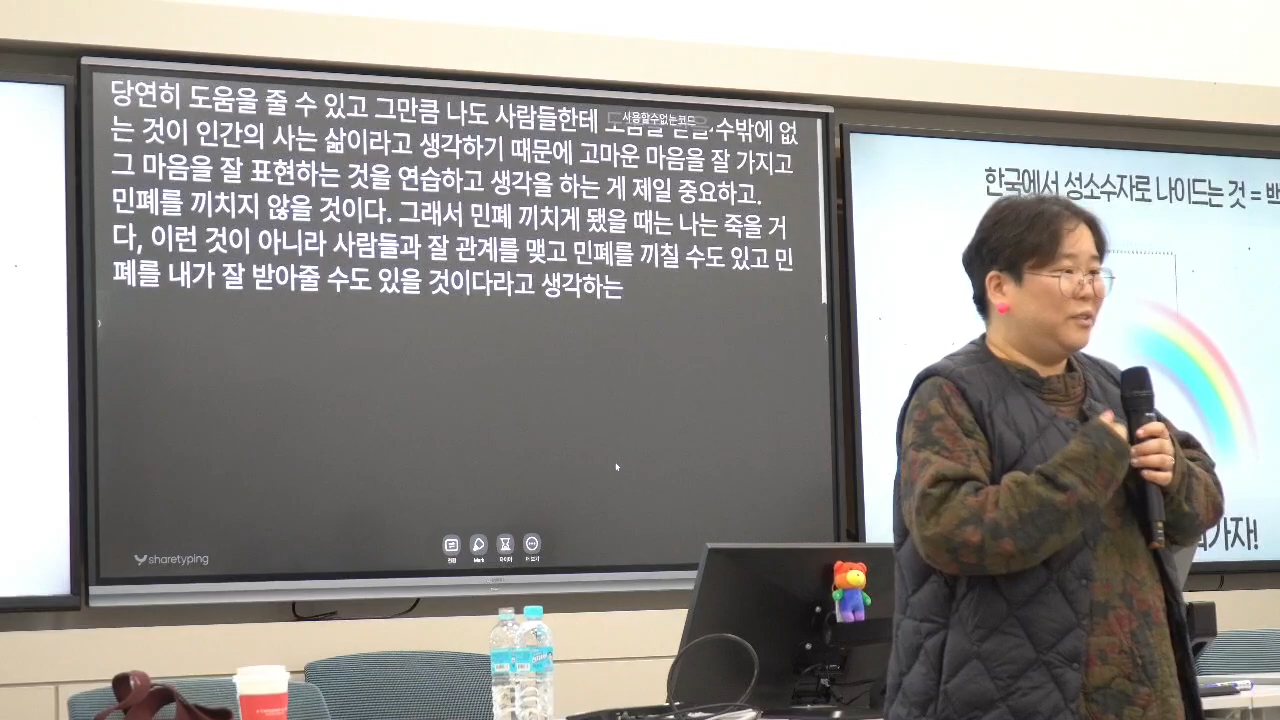 당연히 도움을 줄 수 있고 그만큼 나도 사람들한테 도움을 받을 수밖에 없
사용할수없는코드
는 것이 인간의 사는 삶이라고 생각하기 때문에 고마운 마음을 잘 가지고
그 마음을 잘 표현하는 것을 연습하고 생각을 하는 게 제일 중요하고.
민폐를 끼치지 않을 것이다. 그래서 민폐 끼치게 됐을 때는 나는 죽을 거
다, 이런 것이 아니라 사람들과 잘 관계를 맺고 민폐를 끼칠 수도 있고 민
폐를 내가 잘 받아줄 수도 있을 것이다라고 생각하는
sharetyping
한국에서 성소수자로 나이드는 것 =
가자!